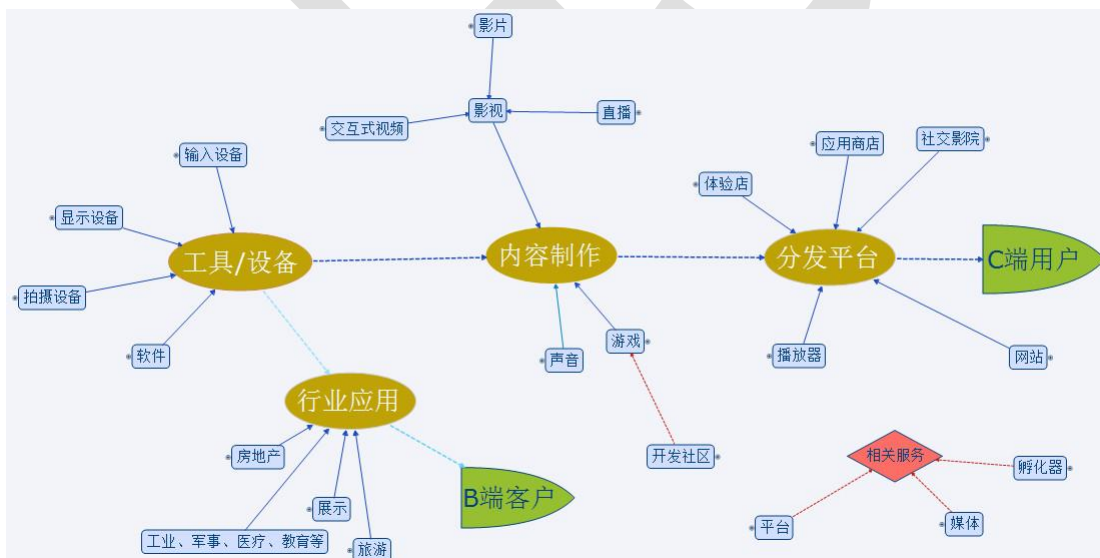 影片
影视
交互式视频
直播
输入设备
显示设备
拍摄设备
软件
工具/设备
内容制作
声音
游戏
开发社区
体验店
应用商店
社交影院
分发平台
C端用户
播放器
网站
行业应用
房地产
展示
工业、军事、医疗、教育等
旅游
B端客户
相关服务
孵化器
平台
媒体